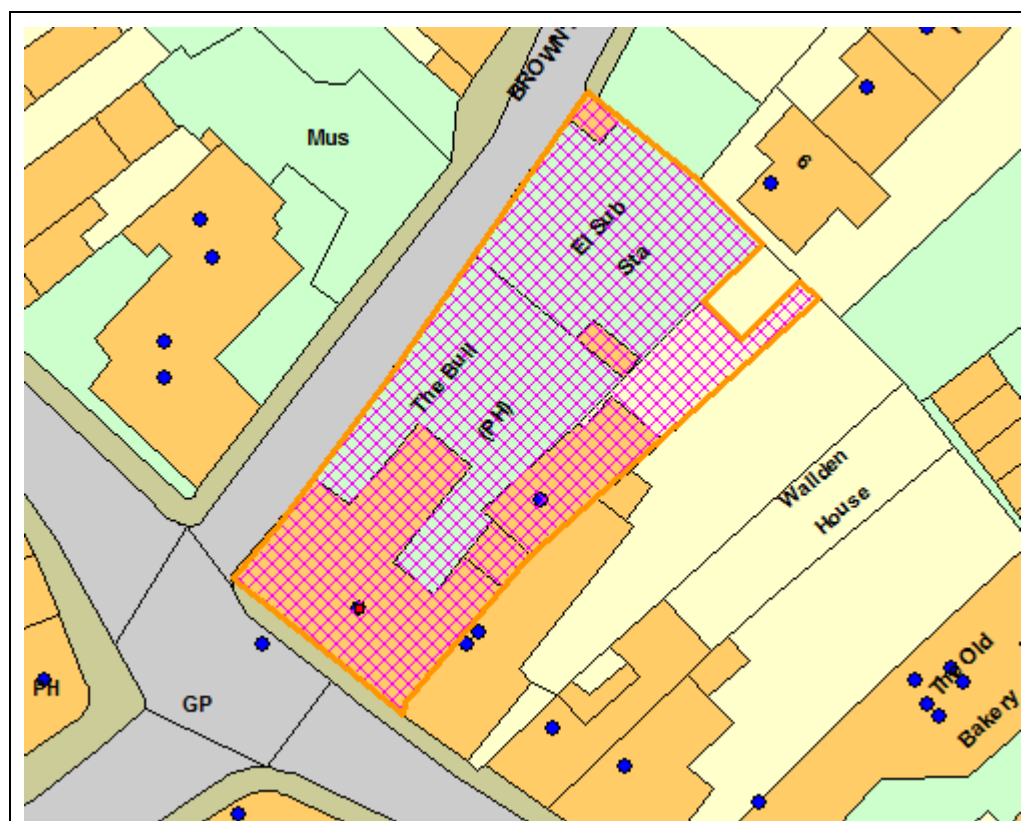 BROWN
Mus
6
El Sub
Sta
The Bull
(PH)
Wallden
House
PH
GP
The Old
Bakery